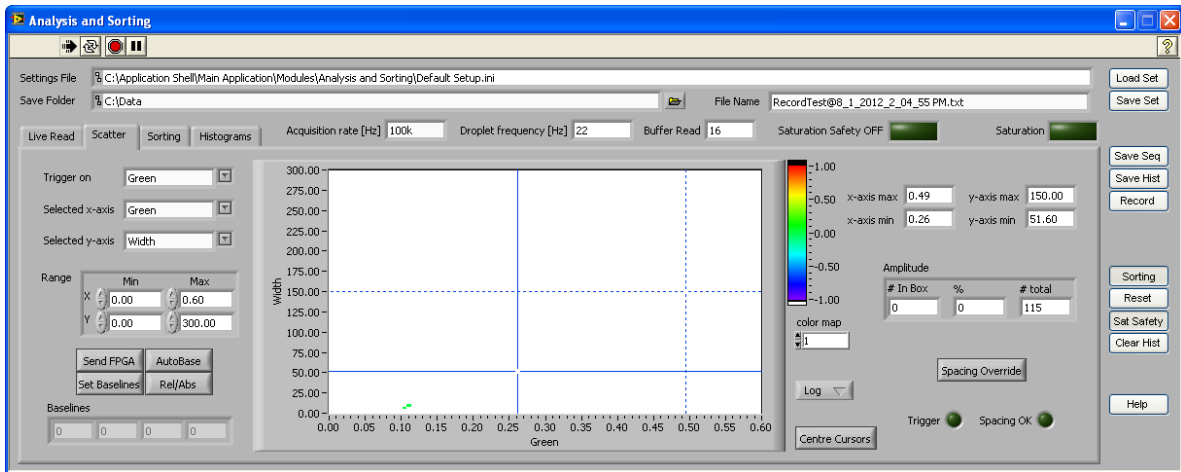 Analysis and Sorting
Settings File C:\Application Shell\Main Application\Modules\Analysis and Sorting\Default Setup.ini Load Set
Save Folder C:\Data File Name RecordTest@8_1_2012_2_04_55 PM.txt Save Set
Live Read Scatter Sorting Histograms Acquisition rate [Hz] 100k Droplet frequency [Hz] 22 Buffer Read 16 Saturation Safety OFF Saturation
Save Seq
Save Hist
Record
Sorting
Reset
Sat Safety
Clear Hist
Help
Trigger on Green
Selected x-axis Green
Selected y-axis Width
Range Min Max
X 0.00 0.60
Y 0.00 300.00
Send FPGA AutoBase
Set Baselines Rel/Abs
Baselines
0 0 0 0
Width
300.00
275.00
250.00
225.00
200.00
175.00
150.00
125.00
100.00
75.00
50.00
25.00
0.00
0.00 0.05 0.10 0.15 0.20 0.25 0.30 0.35 0.40 0.45 0.50 0.55 0.60
Green
1.00
0.50
0.00
-0.50
-1.00
color map
1
Log
Centre Cursors
x-axis max 0.49 y-axis max 150.00
x-axis min 0.26 y-axis min 51.60
Amplitude
# In Box % # total
0 0 115
Spacing Override
Trigger Spacing OK